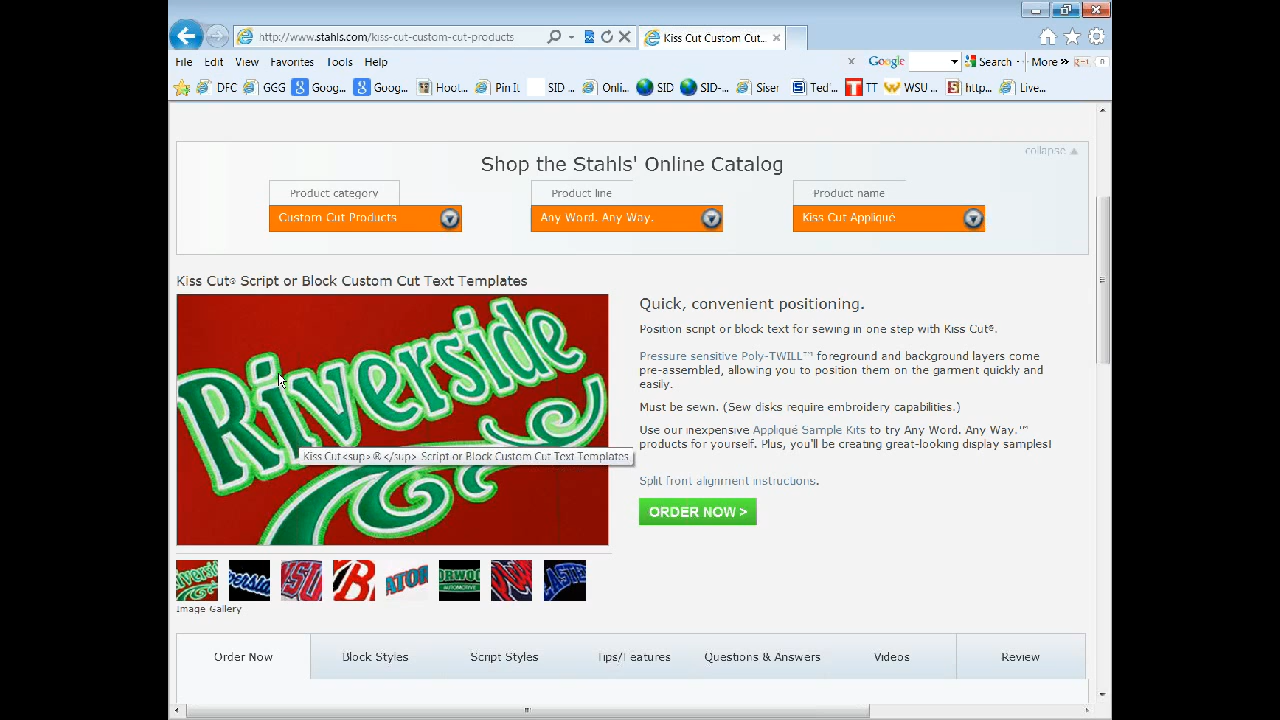 http://www.stahls.com/kiss-cut-custom-cut-products
Kiss Cut Custom Cut...
File Edit View Favorites Tools Help
Google
Search
More »
DFC GGG Goog... Goog... Hoot... Pin It SID ... Onli... SID SID-... Siser Ted'... TT WSU ... http... Live...
collapse
Shop the Stahls' Online Catalog
Product category Product line Product name
Custom Cut Products Any Word. Any Way. Kiss Cut Appliqué
Kiss Cut® Script or Block Custom Cut Text Templates
Riverside
Kiss Cut<sup>®</sup> Script or Block Custom Cut Text Templates
Quick, convenient positioning.
Position script or block text for sewing in one step with Kiss Cut®.
Pressure sensitive Poly-TWILL™ foreground and background layers come
pre-assembled, allowing you to position them on the garment quickly and
easily.
Must be sewn. (Sew disks require embroidery capabilities.)
Use our inexpensive Appliqué Sample Kits to try Any Word. Any Way.™
products for yourself. Plus, you'll be creating great-looking display samples!
Split front alignment instructions.
ORDER NOW >
Image Gallery
Order Now Block Styles Script Styles Tips/Features Questions & Answers Videos Review